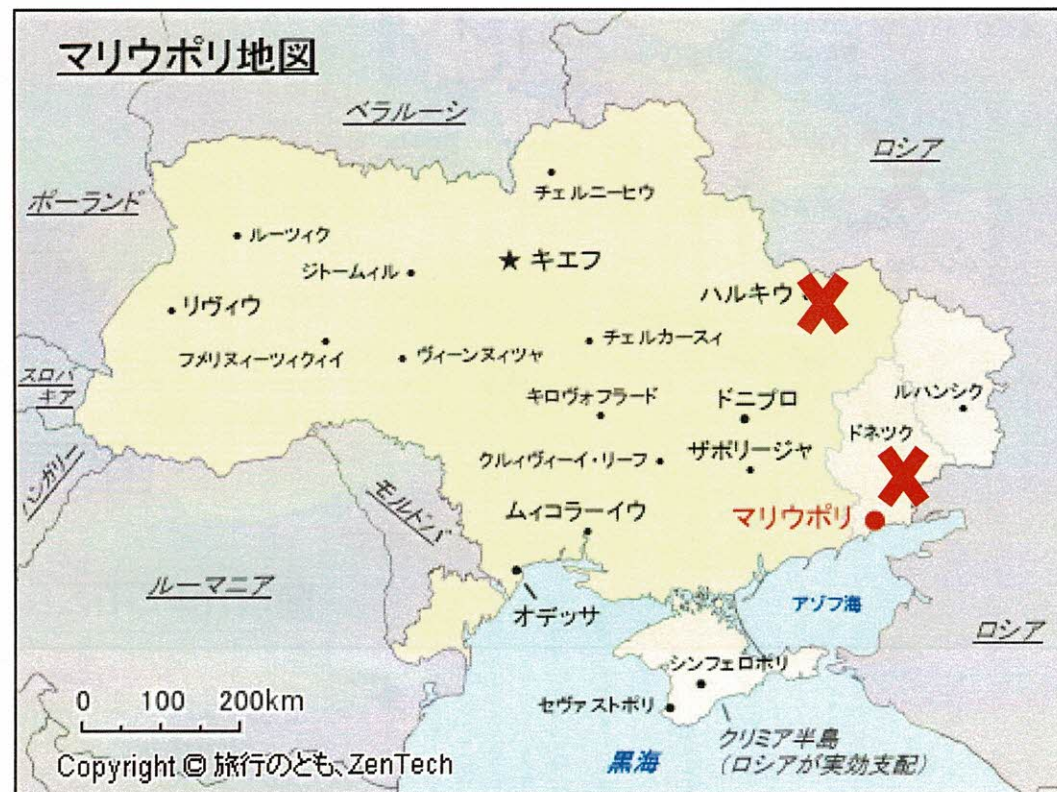 マリウポリ地図
ベラルーシ
ロシア
ポーランド
チェルニーヒウ
ルーツィク
ジトームィル
★キエフ
リヴィウ
ハルキウ
フメリヌィーツィクィイ
ヴィーンヌィツャ
チェルカースィ
スロバ
キア
キロヴォフラード
ドニプロ
ルハンシク
ドネツク
ハンガリー
クルィヴィーイ・リーフ
ザポリージャ
モルドバ
ムィコラーイウ
マリウポリ
ルーマニア
オデッサ
アゾフ海
ロシア
シンフェロポリ
セヴァストポリ
0 100 200km
クリミア半島
(ロシアが実効支配)
黒海
Copyright © 旅行のとも、ZenTech